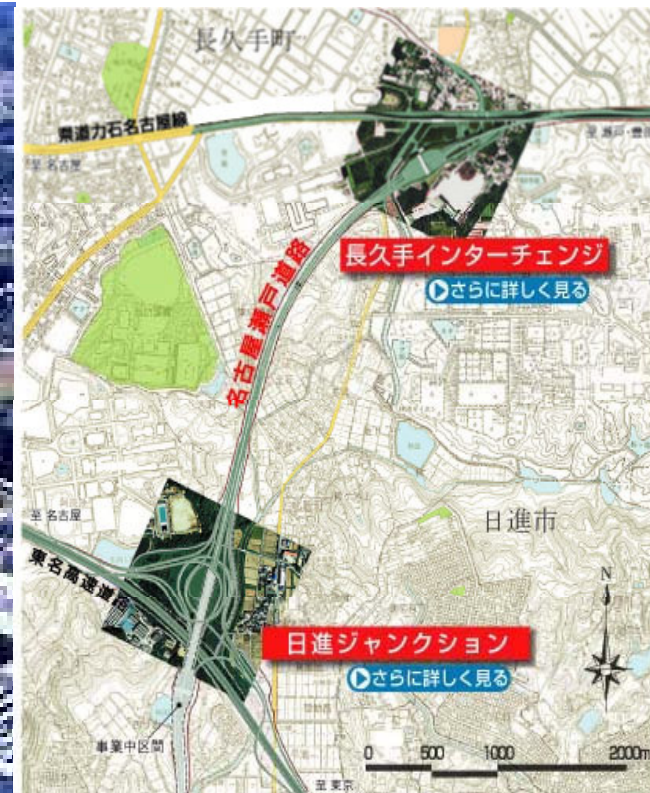 長久手町
県道力石名古屋線
至 名古屋
至 瀬戸・豊田
長久手インターチェンジ
さらに詳しく見る
名古屋瀬戸道路
至 名古屋
日進市
東名高速道路
N
日進ジャンクション
さらに詳しく見る
事業中区間
0 500 1000 2000m
至 東京